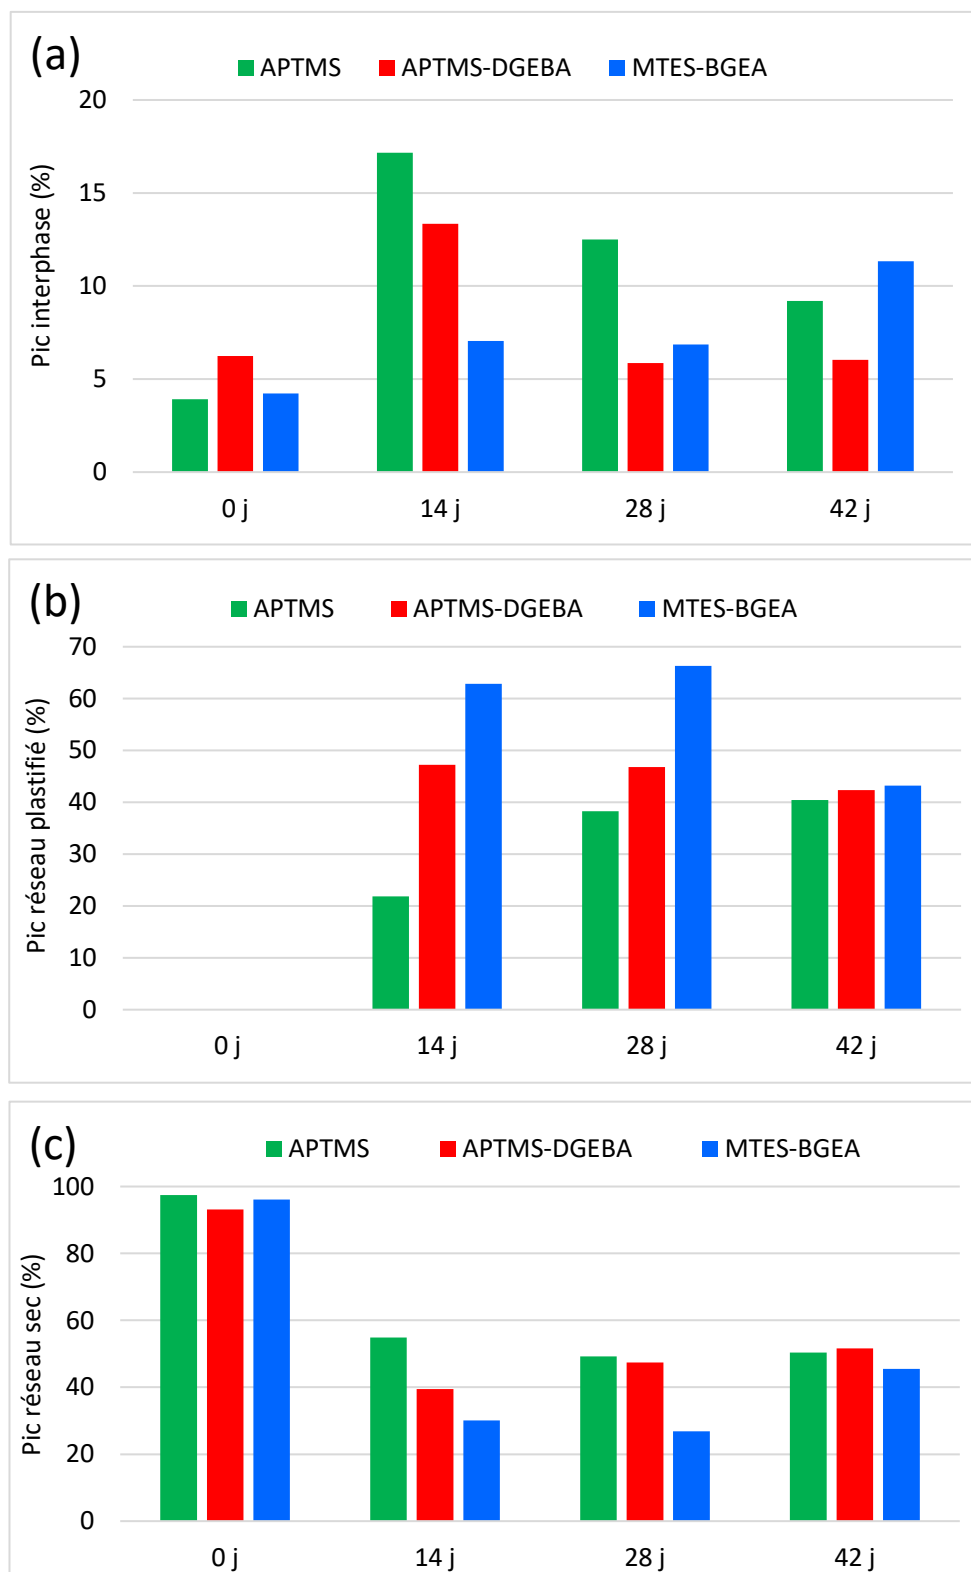 (a)
APTMS APTMS-DGEBA MTES-BGEA
Pic interphase (%)
20
15
10
5
0
0 j 14 j 28 j 42 j
(b)
APTMS APTMS-DGEBA MTES-BGEA
Pic réseau plastifié (%)
70
60
50
40
30
20
10
0
0 j 14 j 28 j 42 j
(c)
APTMS APTMS-DGEBA MTES-BGEA
Pic réseau sec (%)
100
80
60
40
20
0
0 j 14 j 28 j 42 j